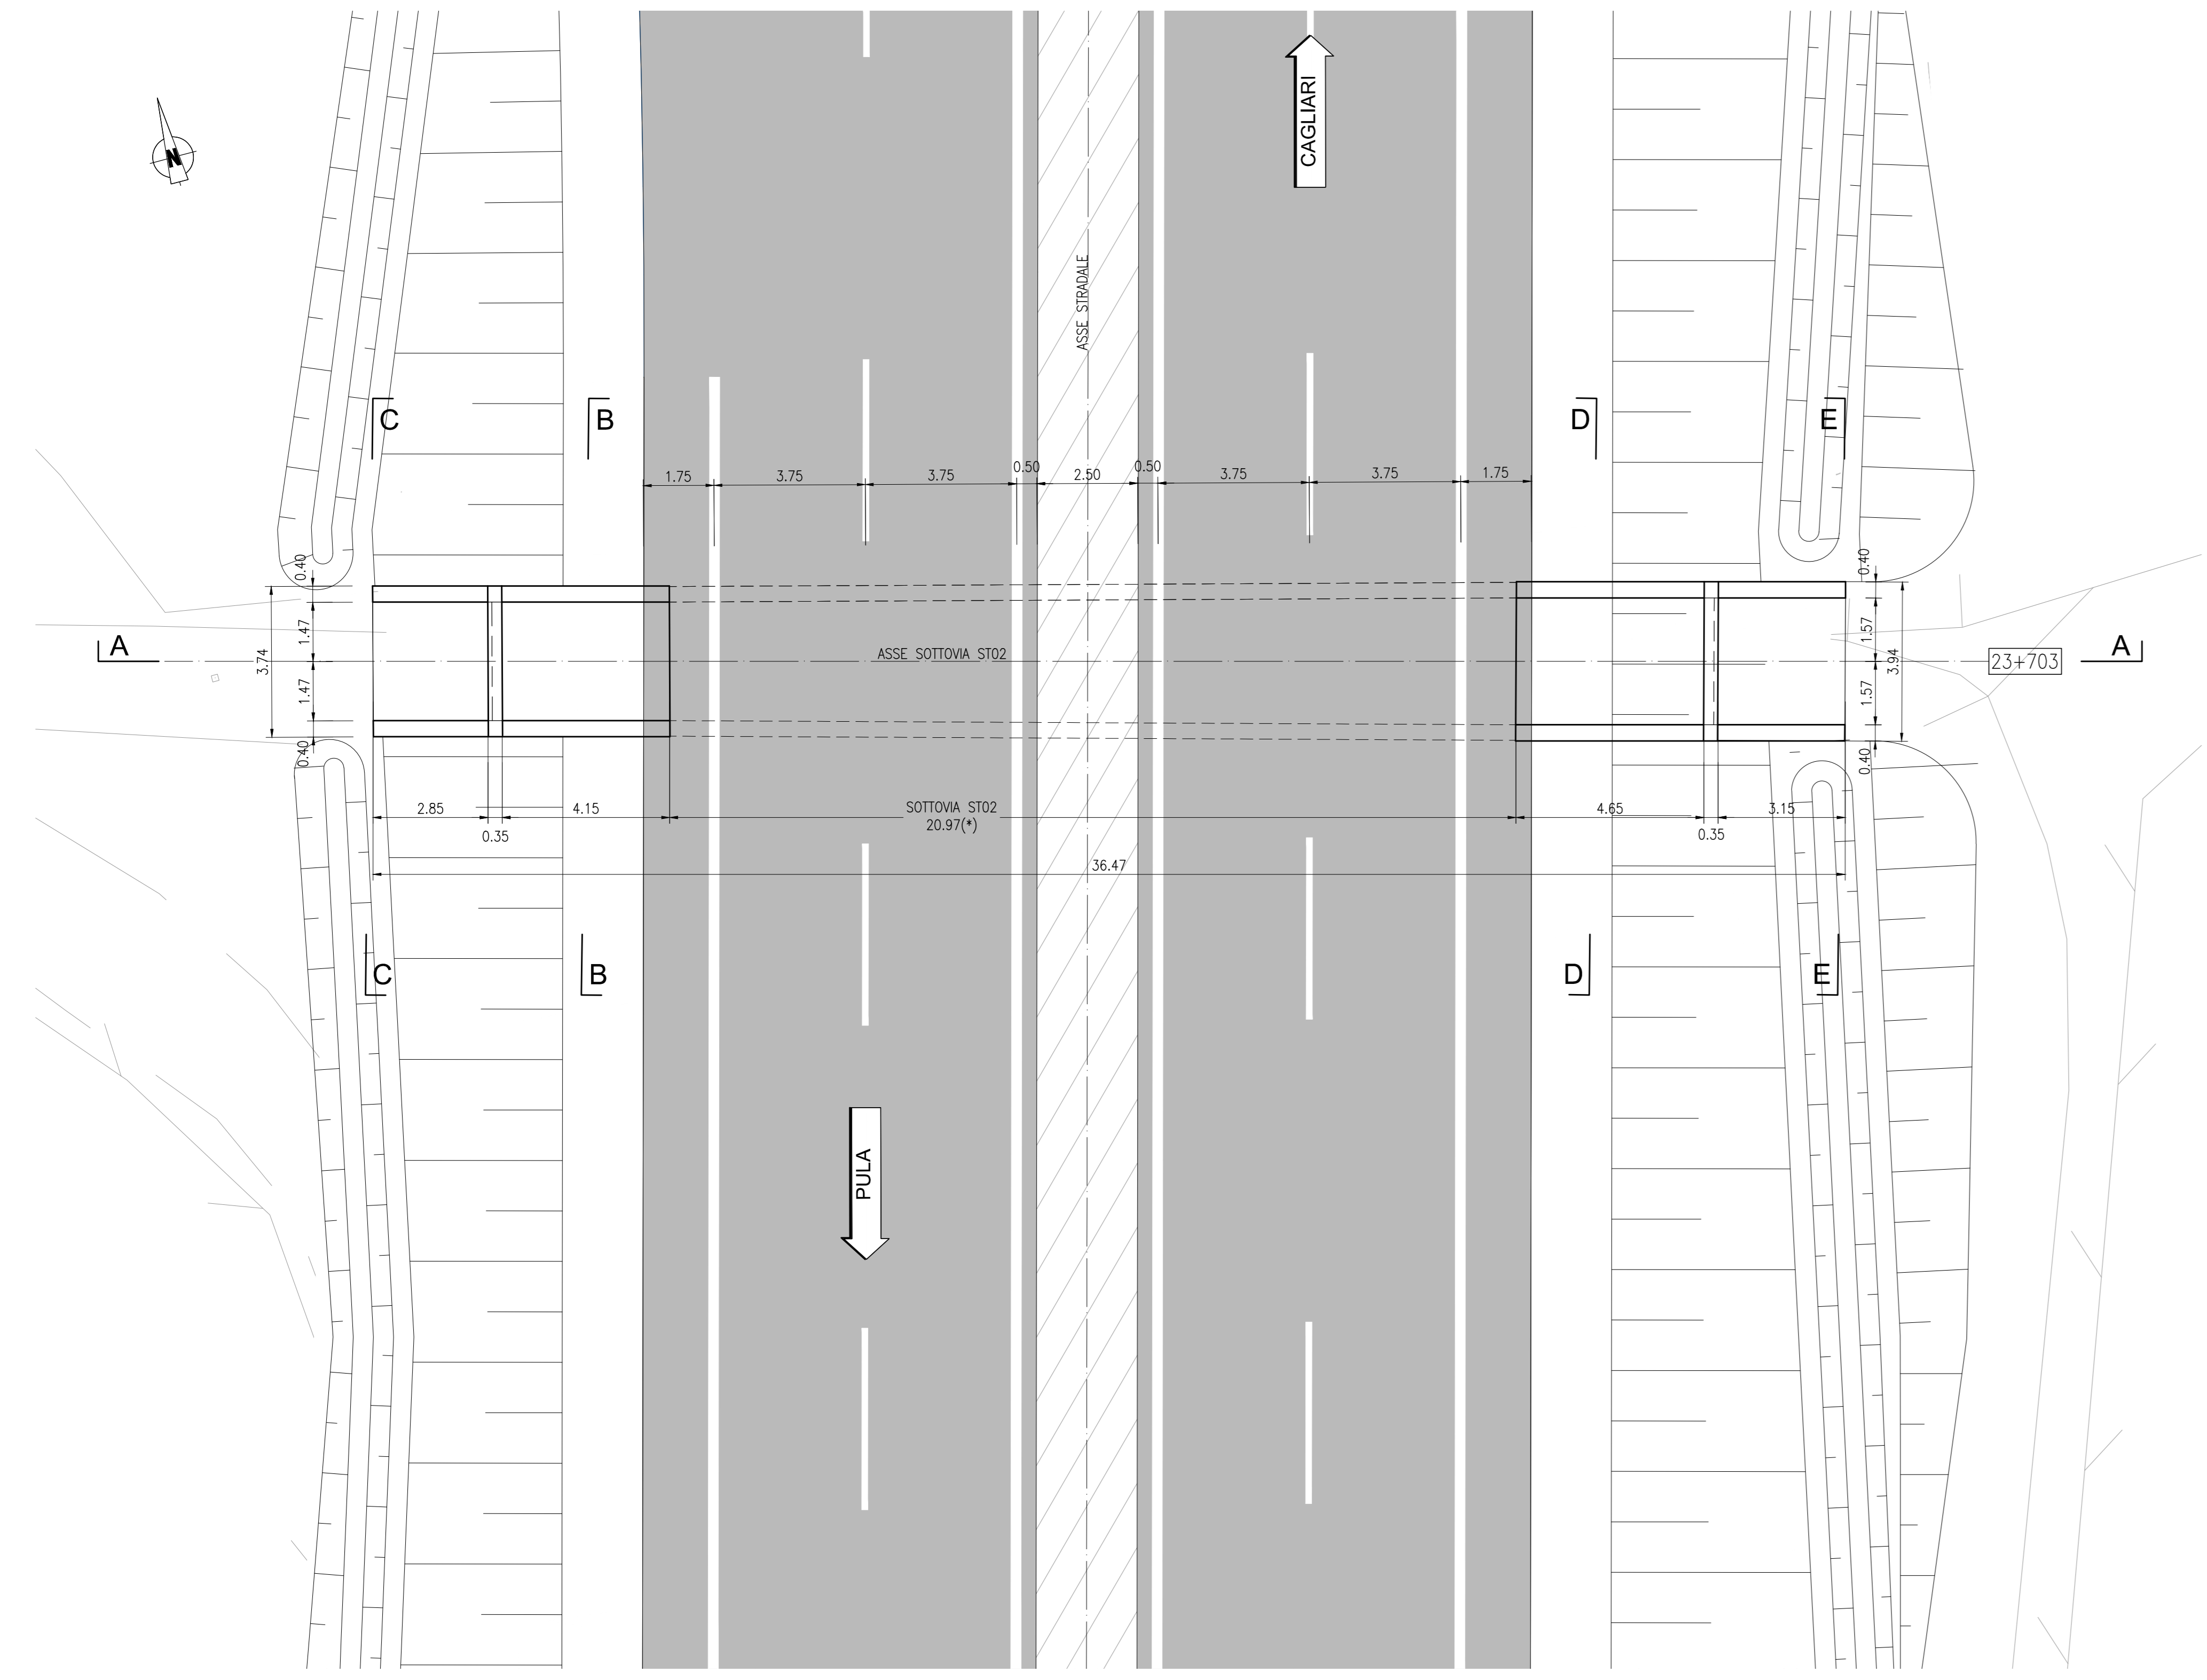 CAGLIARI
N
ASSE STRADALE
C
B
D
E
1.75
3.75
3.75
0.50
2.50
0.50
3.75
3.75
1.75
0.40
0.40
1.47
3.74
1.47
0.40
1.57
3.94
1.57
0.40
A
ASSE SOTTOVIA ST02
23+703
A
2.85
0.35
4.15
SOTTOVIA ST02
20.97(*)
4.65
0.35
3.15
36.47
C
B
D
E
PULA